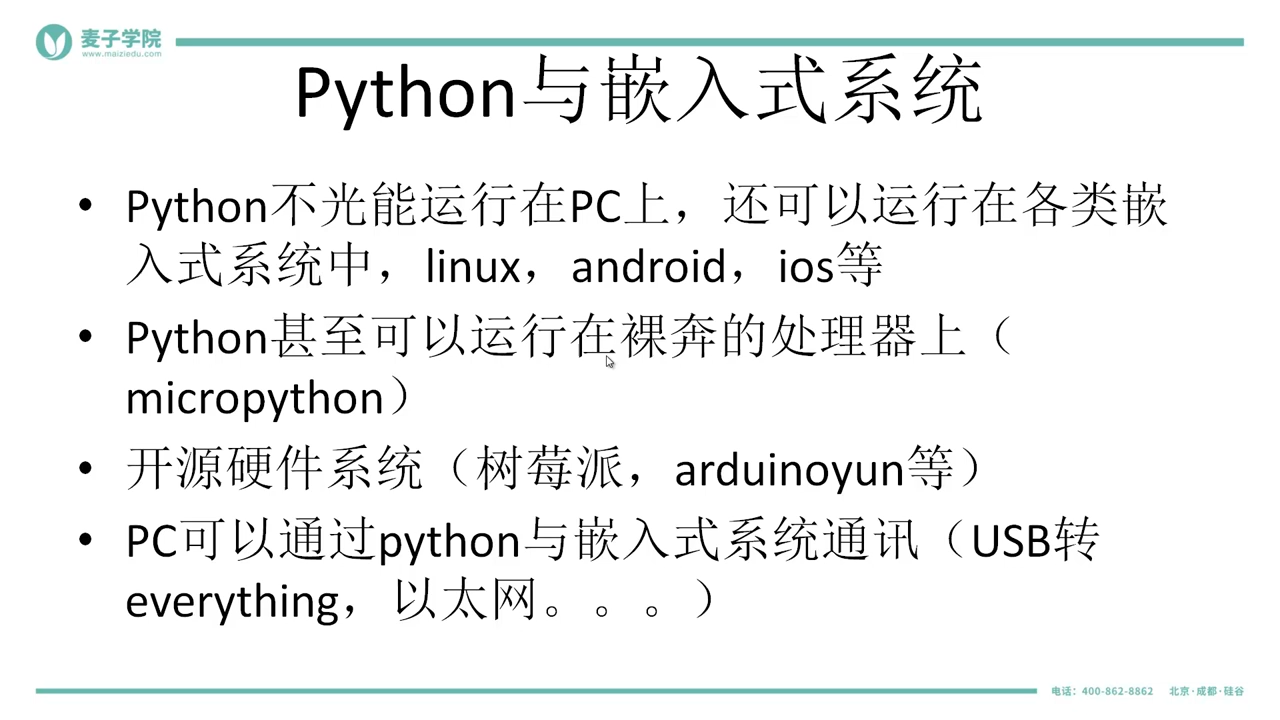 麦子学院
www.maiziedu.com
Python与嵌入式系统
• Python不光能运行在PC上，还可以运行在各类嵌
入式系统中，linux，android，ios等
• Python甚至可以运行在裸奔的处理器上（
micropython）
• 开源硬件系统（树莓派，arduinoyun等）
• PC可以通过python与嵌入式系统通讯（USB转
everything，以太网。。。）
电话：400-862-8862 北京·成都·硅谷